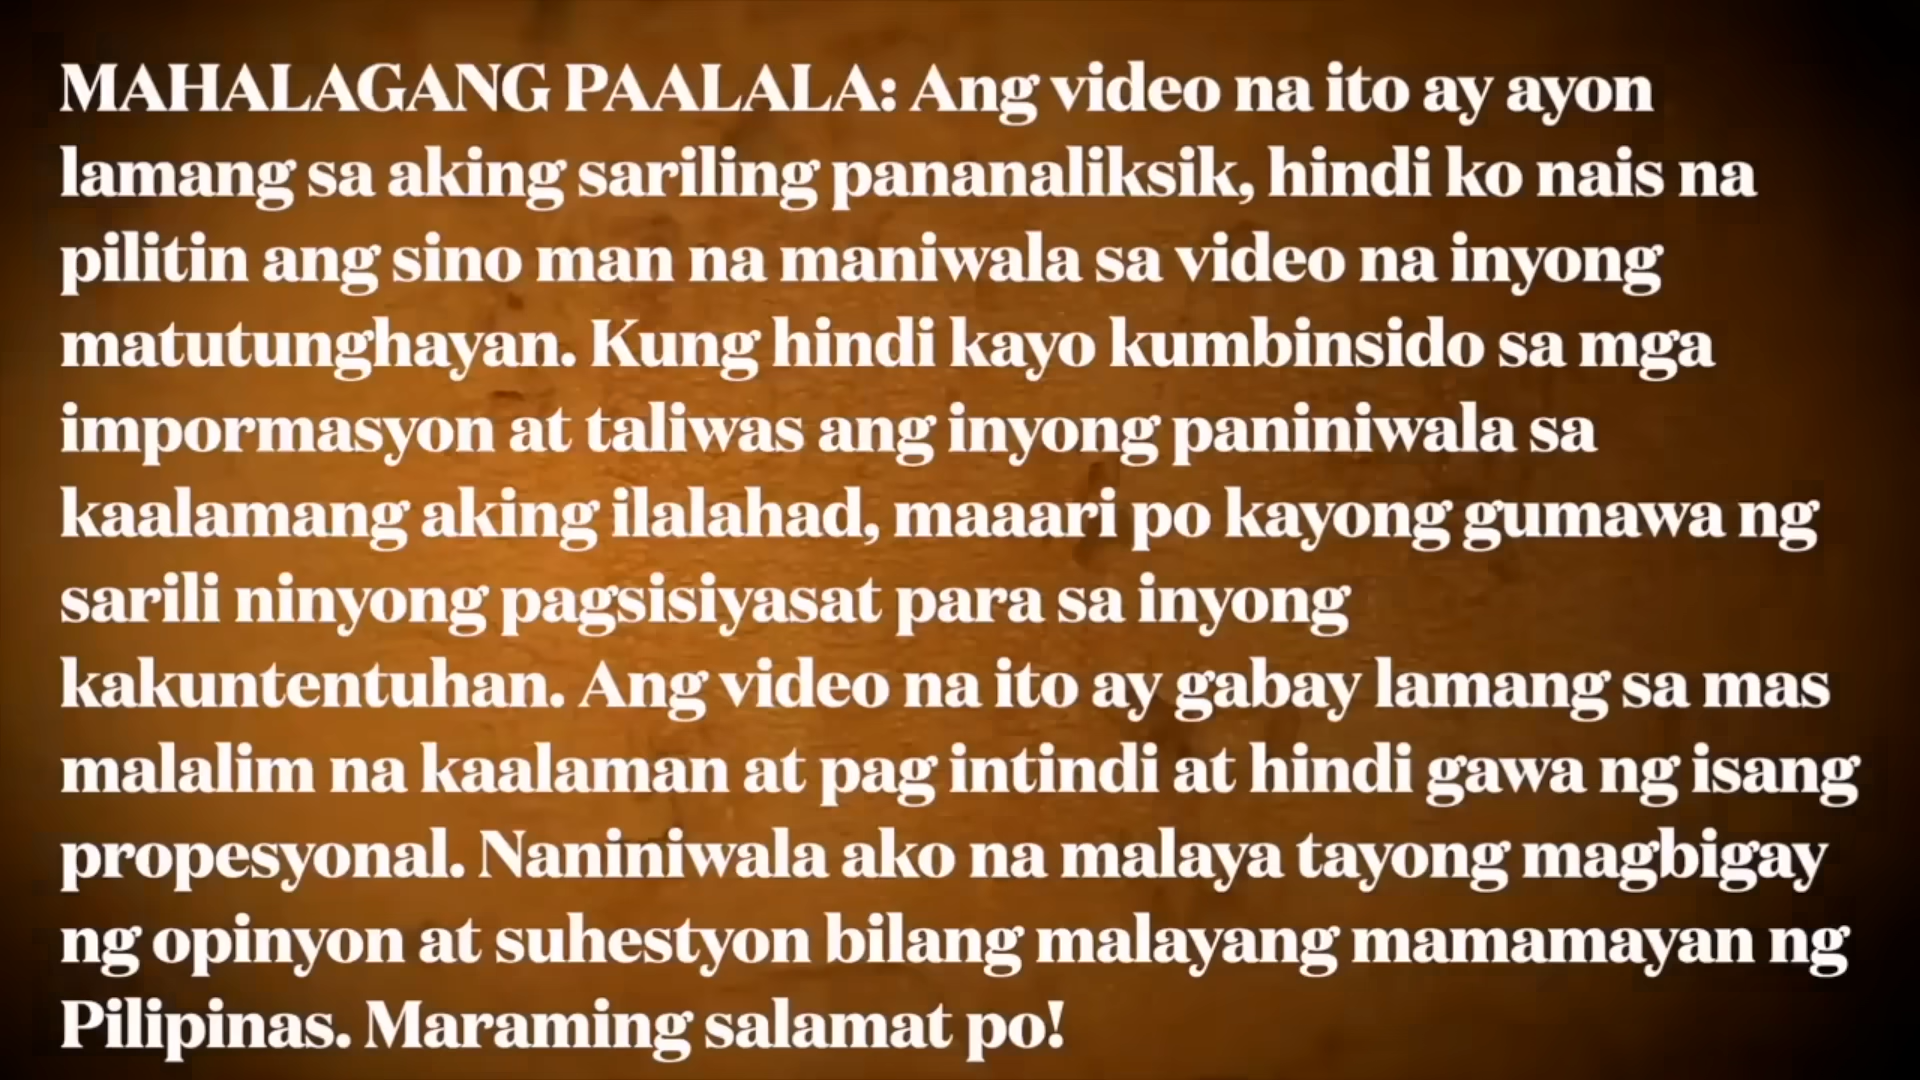 MAHALAGANG PAALALA: Ang video na ito ay ayon
lamang sa aking sariling pananaliksik, hindi ko nais na
pilitin ang sino man na maniwala sa video na inyong
matutunghayan. Kung hindi kayo kumbinsido sa mga
impormasyon at taliwas ang inyong paniniwala sa
kaalamang aking ilalahad, maaari po kayong gumawa ng
sarili ninyong pagsisiyasat para sa inyong
kakuntentuhan. Ang video na ito ay gabay lamang sa mas
malalim na kaalaman at pag intindi at hindi gawa ng isang
propesyonal. Naniniwala ako na malaya tayong magbigay
ng opinyon at suhestyon bilang malayang mamamayan ng
Pilipinas. Maraming salamat po!